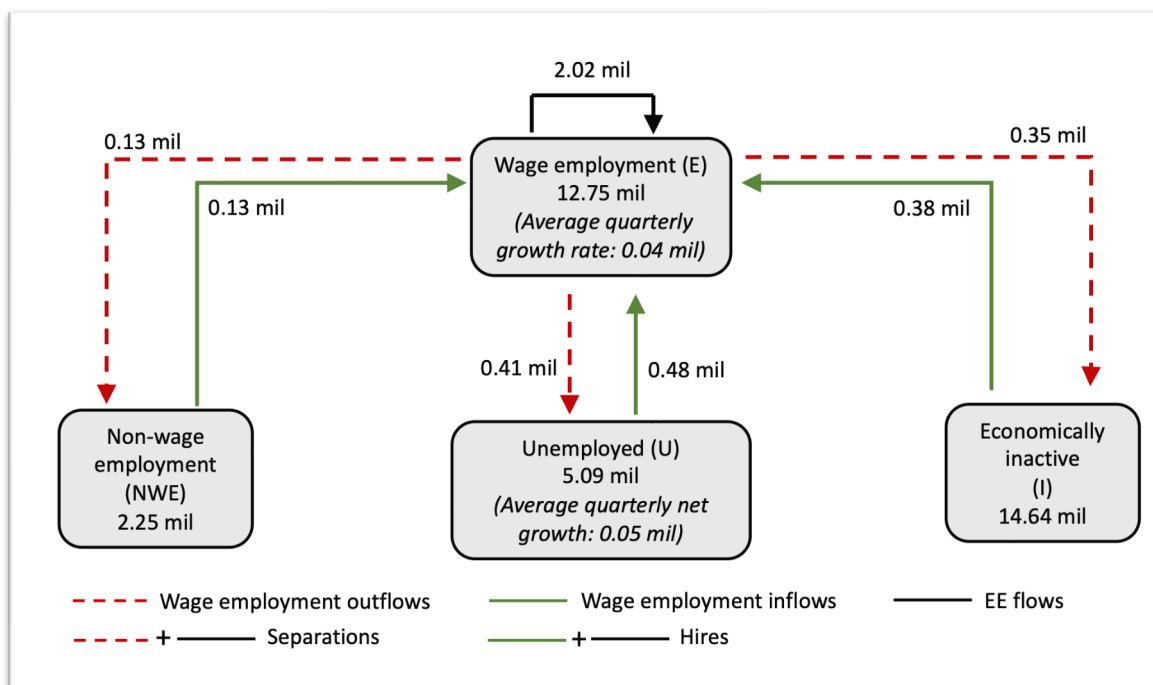 2.02 mil
0.13 mil
0.35 mil
Wage employment (E)
12.75 mil
(Average quarterly
growth rate: 0.04 mil)
0.13 mil
0.38 mil
0.41 mil
0.48 mil
Non-wage
employment
(NWE)
2.25 mil
Unemployed (U)
5.09 mil
(Average quarterly net
growth: 0.05 mil)
Economically
inactive
(I)
14.64 mil
Wage employment outflows
Wage employment inflows
EE flows
+ Separations
+ Hires